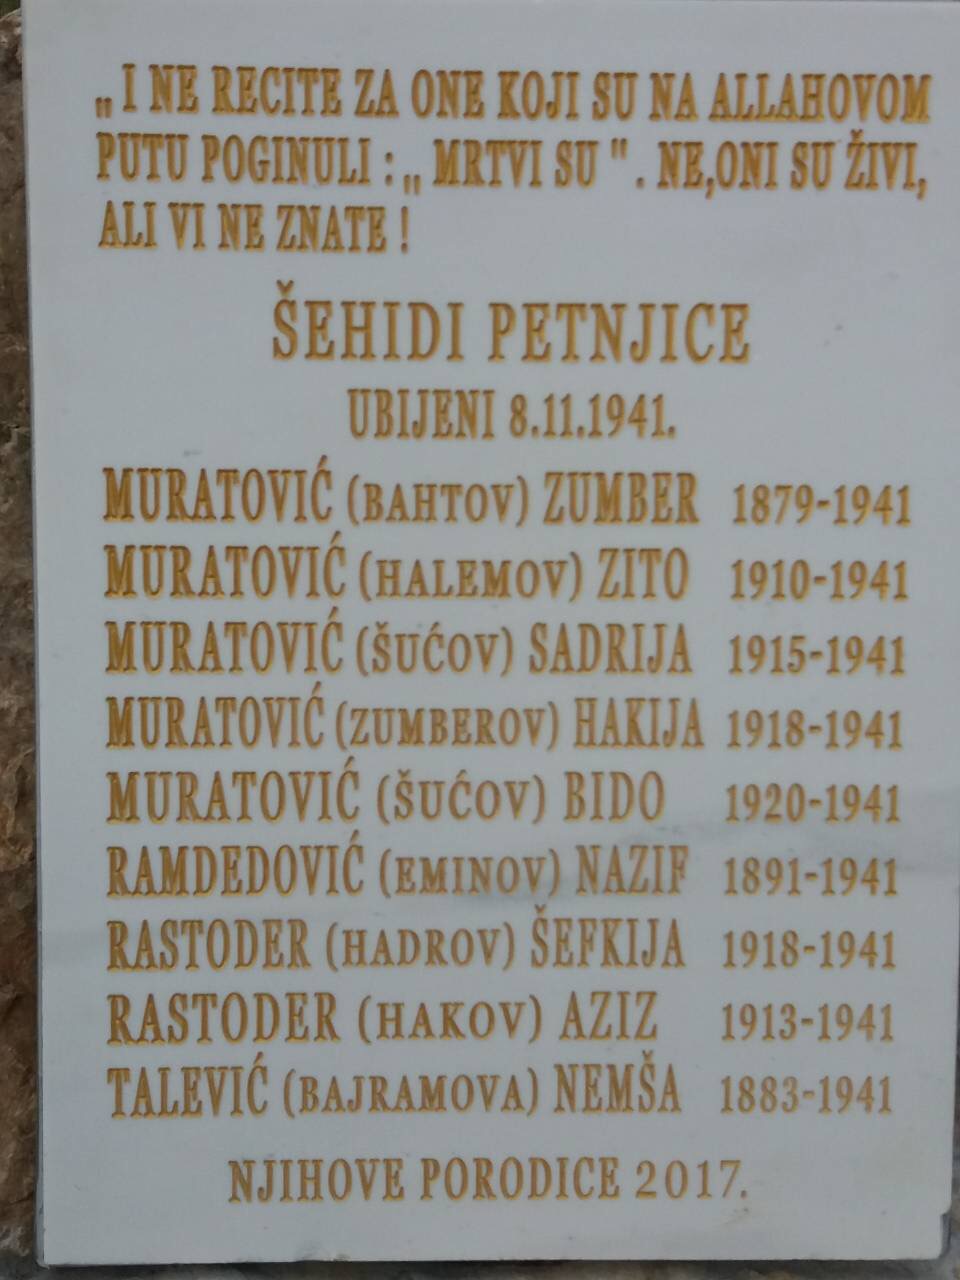 „ I NE RECITE ZA ONE KOJI SU NA ALLAHOVOM
PUTU POGINULI : „ MRTVI SU " . NE,ONI SU ŽIVI,
ALI VI NE ZNATE !
ŠEHIDI PETNJICE
UBIJENI 8.11.1941.
MURATOVIĆ (BAHTOV) ZUMBER 1879-1941
MURATOVIĆ (HALEMOV) ZITO 1910-1941
MURATOVIĆ (ŠUĆOV) SADRIJA 1915-1941
MURATOVIĆ (ZUMBEROV) HAKIJA 1918-1941
MURATOVIĆ (ŠUĆOV) BIDO 1920-1941
RAMDEDOVIĆ (EMINOV) NAZIF 1891-1941
RASTODER (HADROV) ŠEFKIJA 1918-1941
RASTODER (HAKOV) AZIZ 1913-1941
TALEVIĆ (BAJRAMOVA) NEMŠA 1883-1941
NJIHOVE PORODICE 2017.